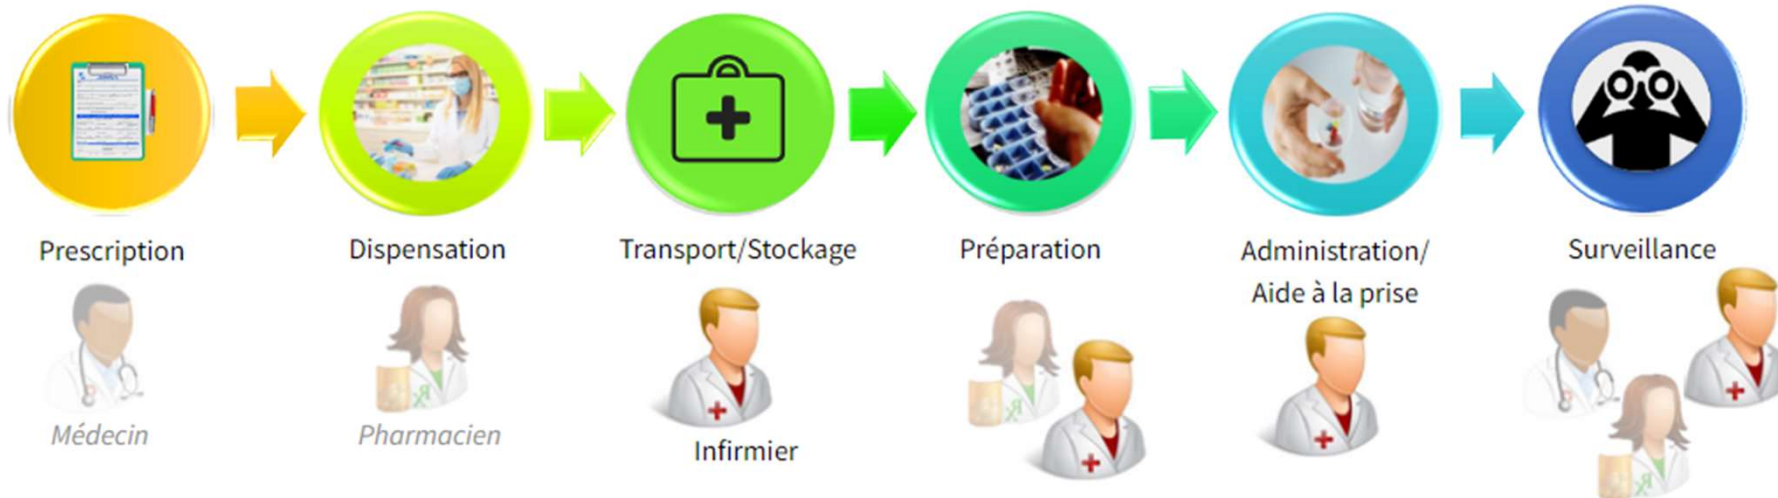 Prescription
Dispensation
Transport/Stockage
Préparation
Administration/
Aide à la prise
Surveillance
Médecin
Pharmacien
Infirmier